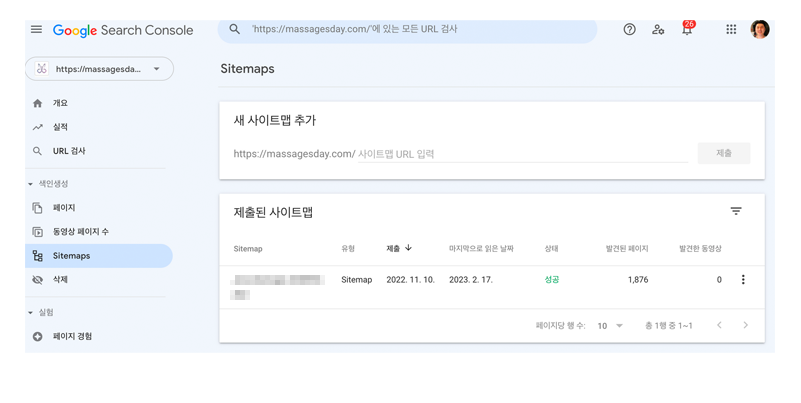 Google Search Console
'https://massagesday.com/'에 있는 모든 URL 검사
26
https://massagesda...
Sitemaps
개요
실적
URL 검사
색인생성
페이지
동영상 페이지 수
Sitemaps
삭제
실험
페이지 경험
새 사이트맵 추가
https://massagesday.com/ 사이트맵 URL 입력
제출
제출된 사이트맵
Sitemap 유형 제출 마지막으로 읽은 날짜 상태 발견된 페이지 발견한 동영상
Sitemap 2022. 11. 10. 2023. 2. 17. 성공 1,876 0
페이지당 행 수: 10 총 1행 중 1~1